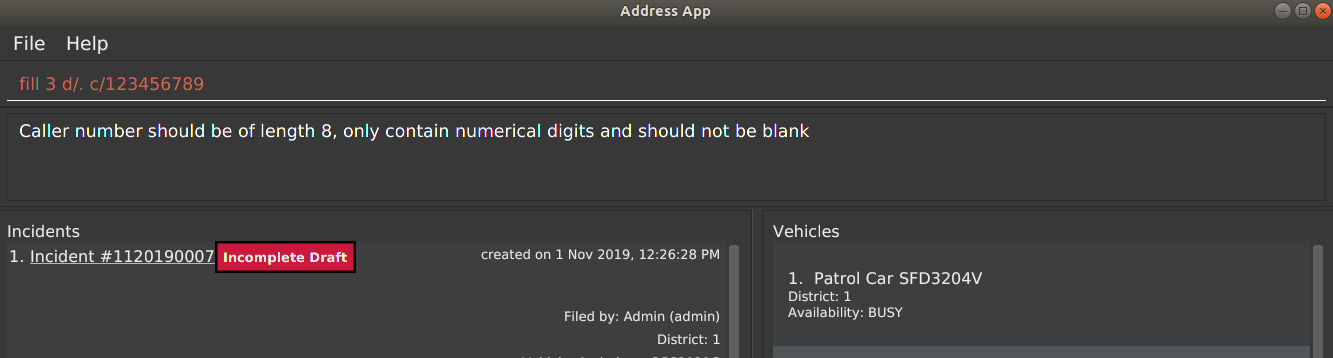 Address App
File Help
fill 3 d/. c/123456789
Caller number should be of length 8, only contain numerical digits and should not be blank
Incidents
1. Incident #1120190007 Incomplete Draft created on 1 Nov 2019, 12:26:28 PM
Filed by: Admin (admin)
District: 1
Vehicles
1. Patrol Car SFD3204V
District: 1
Availability: BUSY